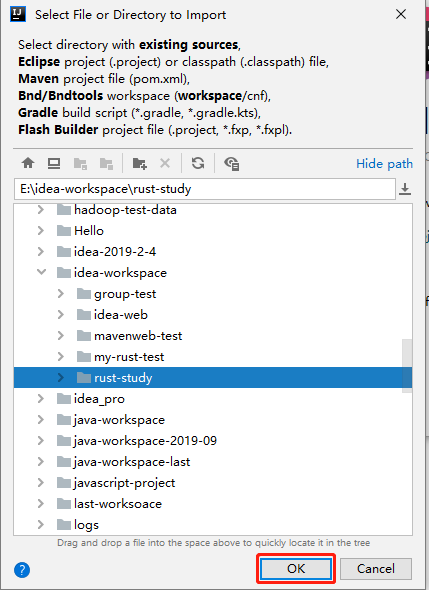 Select File or Directory to Import
Select directory with existing sources,
Eclipse project (.project) or classpath (.classpath) file,
Maven project file (pom.xml),
Bnd/Bndtools workspace (workspace/cnf),
Gradle build script (*.gradle, *.gradle.kts),
Flash Builder project file (.project, *.fxp, *.fxpl).
Hide path
E:\idea-workspace\rust-study
hadoop-test-data
Hello
idea-2019-2-4
idea-workspace
group-test
idea-web
mavenweb-test
my-rust-test
rust-study
idea_pro
java-workspace
java-workspace-2019-09
java-workspace-last
javascript-project
last-worksoace
logs
Drag and drop a file into the space above to quickly locate it in the tree
?
OK
Cancel